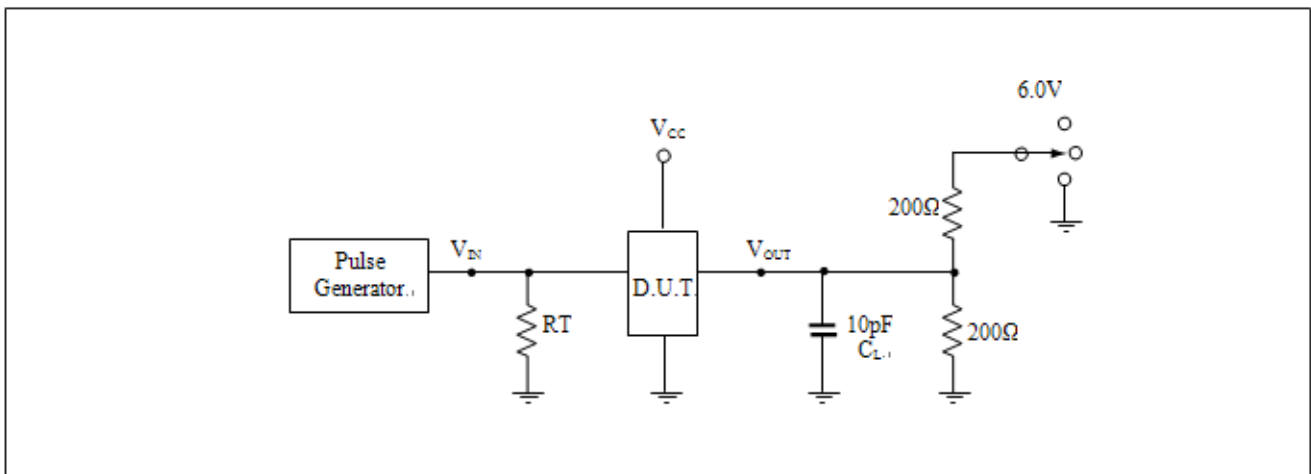 6.0V
V_CC
200Ω
Pulse
Generator.
V_IN
V_OUT
D.U.T.
RT
10pF
C_L.
200Ω